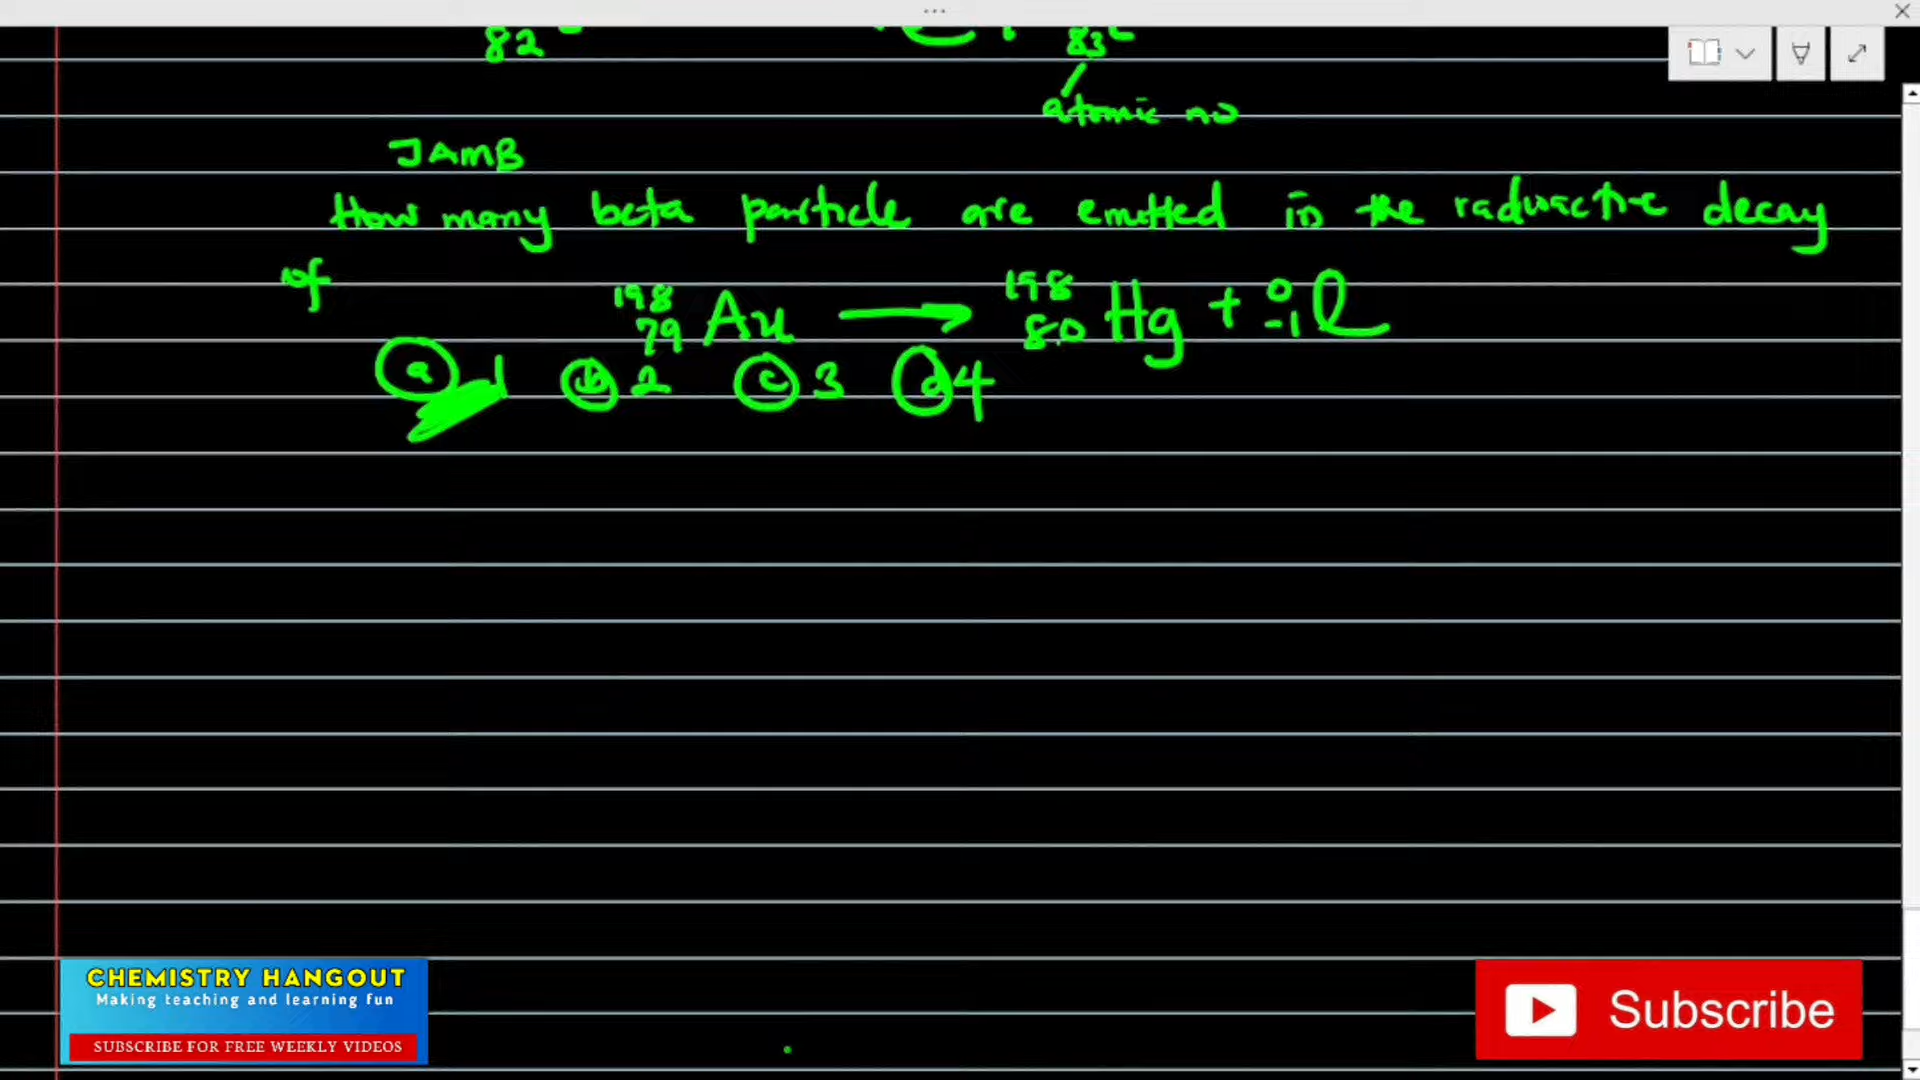 82
83
atomic no
JAMB
How many beta particle are emitted in the radioactive decay
of
198 79 Au → 198 80 Hg + 0 -1 e
(a) 1 (b) 2 (c) 3 (d) 4
CHEMISTRY HANGOUT
Making teaching and learning fun
SUBSCRIBE FOR FREE WEEKLY VIDEOS
Subscribe